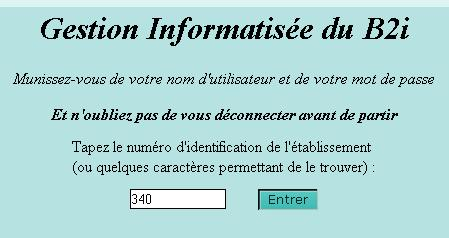 Gestion Informatisée du B2i
Munissez-vous de votre nom d'utilisateur et de votre mot de passe
Et n'oubliez pas de vous déconnecter avant de partir
Tapez le numéro d'identification de l'établissement
(ou quelques caractères permettant de le trouver) :
340 Entrer